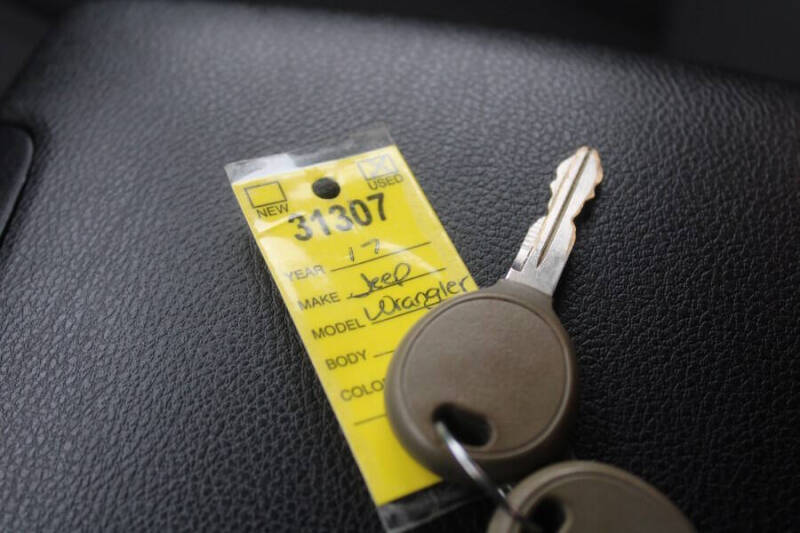 NEW USED
31307
YEAR 17
MAKE Jeep
MODEL Wrangler
BODY